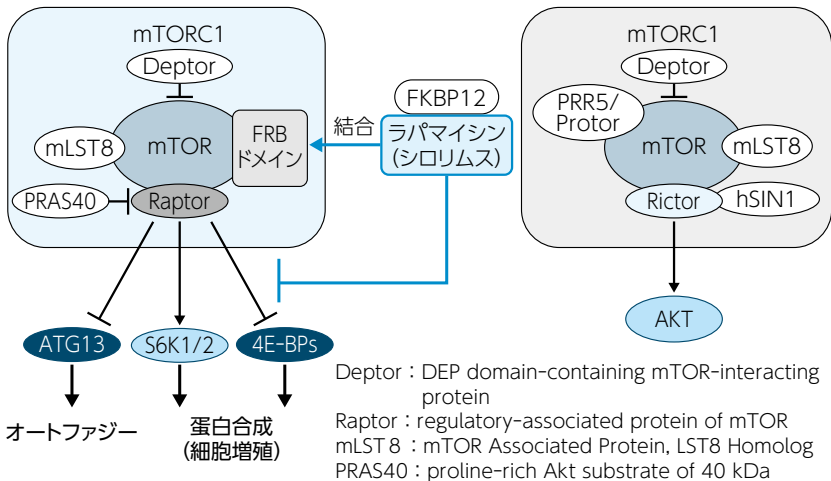 mTORC1
Deptor
mLST8
mTOR
FRB
ドメイン
PRAS40
Raptor
結合
FKBP12
ラパマイシン
(シロリムス)
mTORC1
Deptor
PRR5/
Protor
mTOR
mLST8
Rictor
hSIN1
ATG13
S6K1/2
4E-BPs
AKT
オートファジー
蛋白合成
(細胞増殖)
Deptor：DEP domain-containing mTOR-interacting
protein
Raptor：regulatory-associated protein of mTOR
mLST 8 ：mTOR Associated Protein, LST8 Homolog
PRAS40：proline-rich Akt substrate of 40 kDa